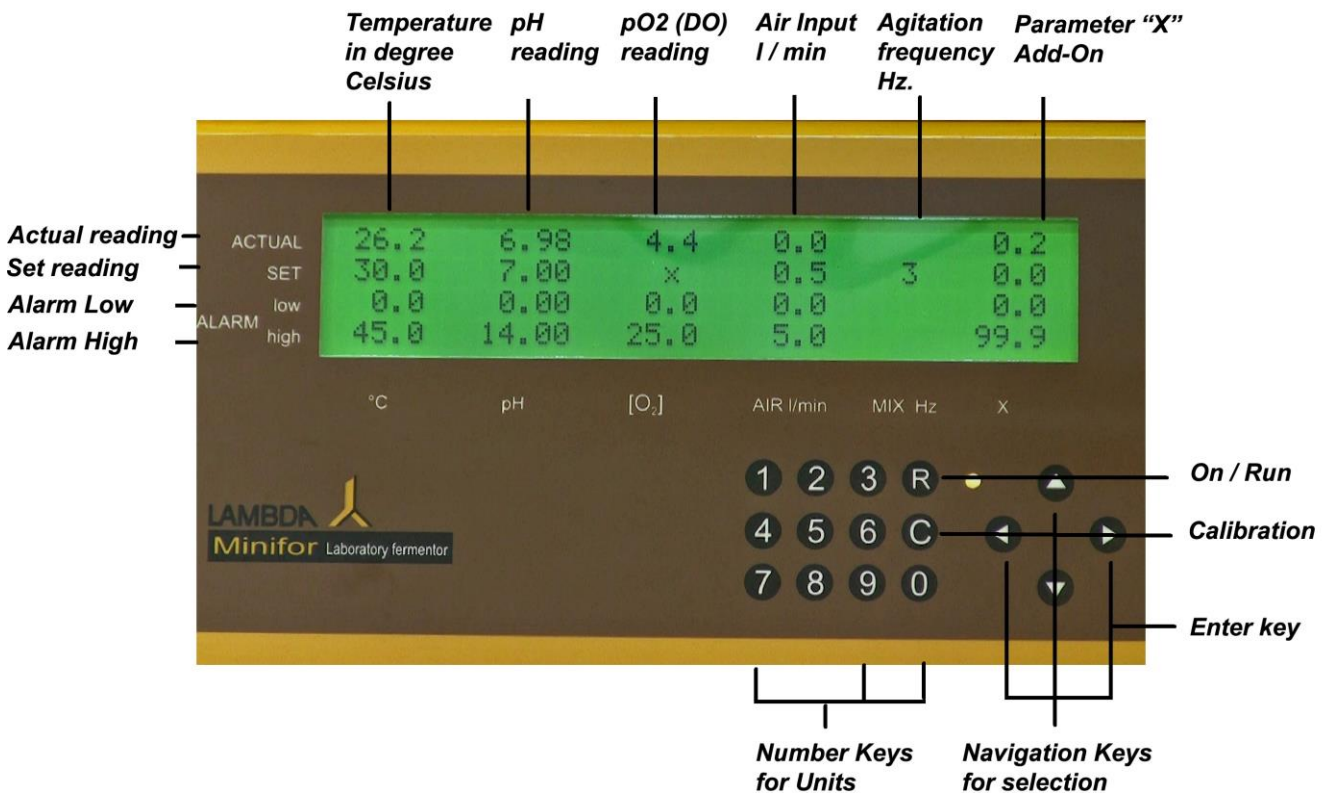 Temperature in degree Celsius
pH reading
pO2 (DO) reading
Air Input l / min
Agitation frequency Hz.
Parameter “X” Add-On
Actual reading
Set reading
Alarm Low
Alarm High
ACTUAL 26.2 6.98 4.4 0.0 0.2
SET 30.0 7.00 x 0.5 3 0.0
ALARM
low 0.0 0.00 0.0 0.0 0.0
high 45.0 14.00 25.0 5.0 99.9
°C pH [O₂] AIR l/min MIX Hz X
LAMBDA
Minifor Laboratory fermentor
1 2 3 R
4 5 6 C
7 8 9 0
On / Run
Calibration
Enter key
Number Keys for Units
Navigation Keys for selection